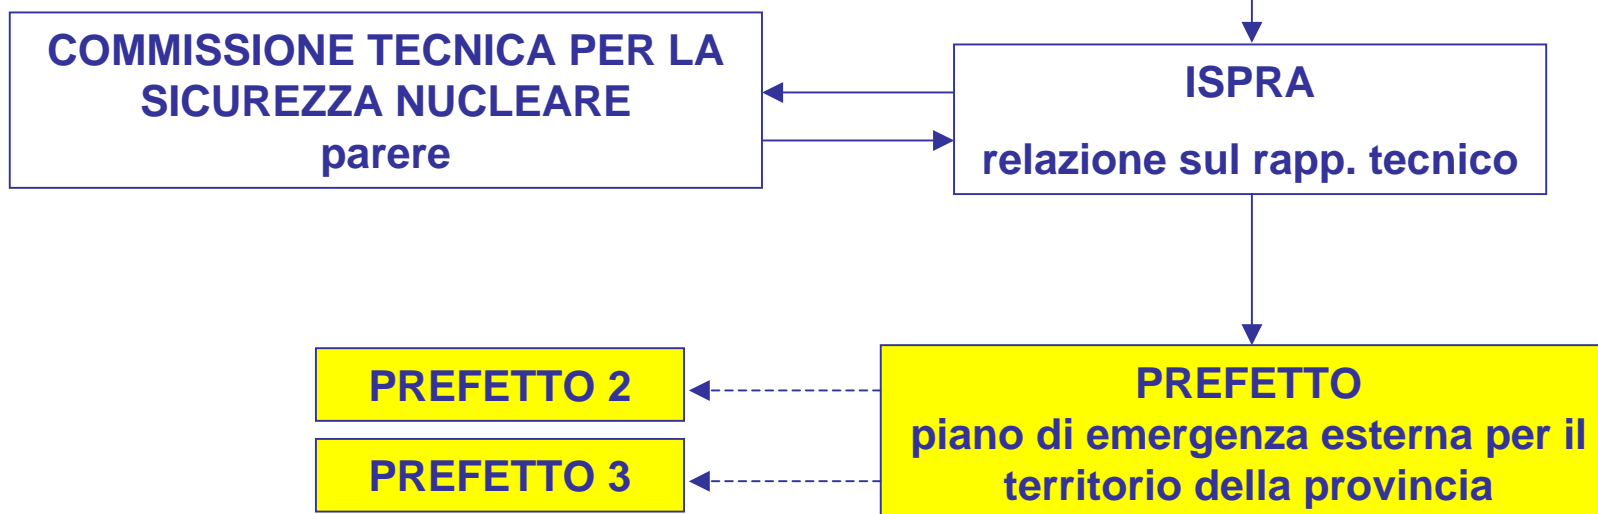 COMMISSIONE TECNICA PER LA
SICUREZZA NUCLEARE
parere
ISPRA
relazione sul rapp. tecnico
PREFETTO 2
PREFETTO 3
PREFETTO
piano di emergenza esterna per il
territorio della provincia